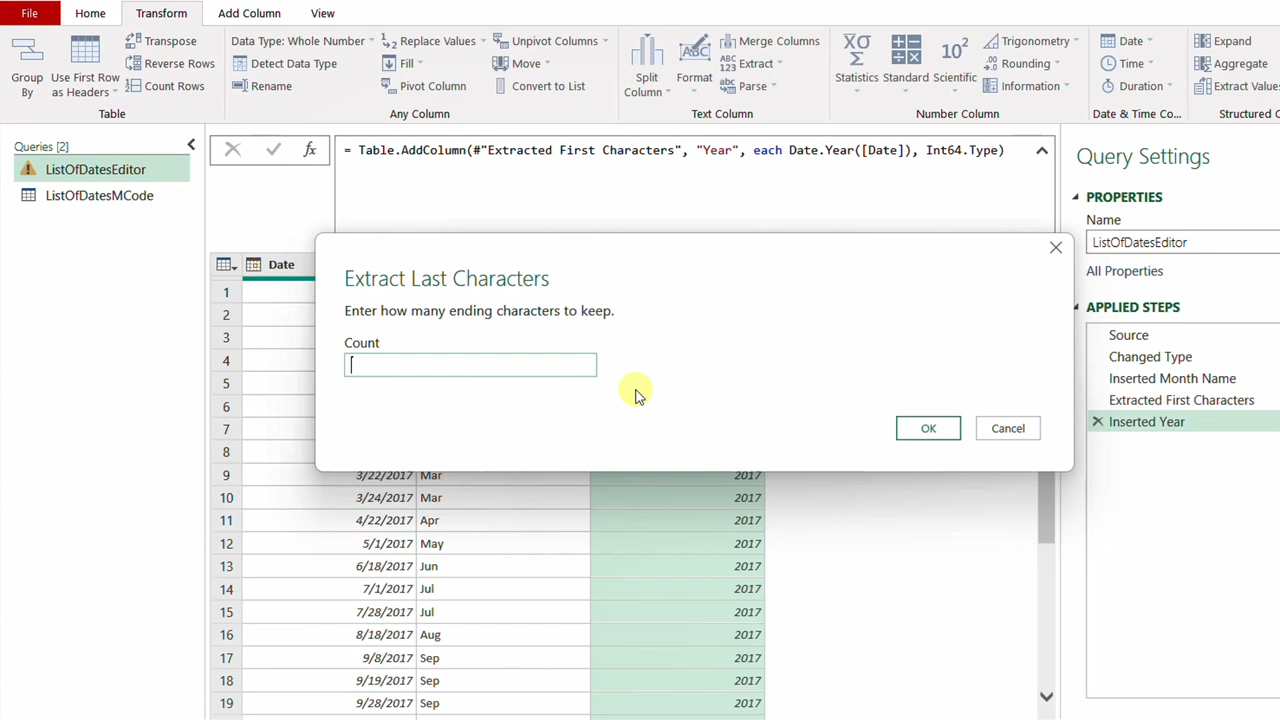 File Home Transform Add Column View
Group By
Use First Row as Headers
Transpose
Reverse Rows
Count Rows
Table
Data Type: Whole Number
Detect Data Type
Rename
Replace Values
Fill
Pivot Column
Unpivot Columns
Move
Convert to List
Any Column
Split Column
Format
Merge Columns
Extract
Parse
Text Column
Statistics
Standard
Scientific
Trigonometry
Rounding
Information
Number Column
Date
Time
Duration
Date & Time Co...
Expand
Aggregate
Extract Values
Structured C
Queries [2]
ListOfDatesEditor
ListOfDatesMCode
= Table.AddColumn(#"Extracted First Characters", "Year", each Date.Year([Date]), Int64.Type)
Date
Extract Last Characters
Enter how many ending characters to keep.
Count
OK Cancel
1
2
3
4
5
6
7
8
9 3/22/2017 Mar 2017
10 3/24/2017 Mar 2017
11 4/22/2017 Apr 2017
12 5/1/2017 May 2017
13 6/18/2017 Jun 2017
14 7/1/2017 Jul 2017
15 7/28/2017 Jul 2017
16 8/18/2017 Aug 2017
17 9/8/2017 Sep 2017
18 9/19/2017 Sep 2017
19 9/28/2017 Sep 2017
Query Settings
PROPERTIES
Name
ListOfDatesEditor
All Properties
APPLIED STEPS
Source
Changed Type
Inserted Month Name
Extracted First Characters
Inserted Year